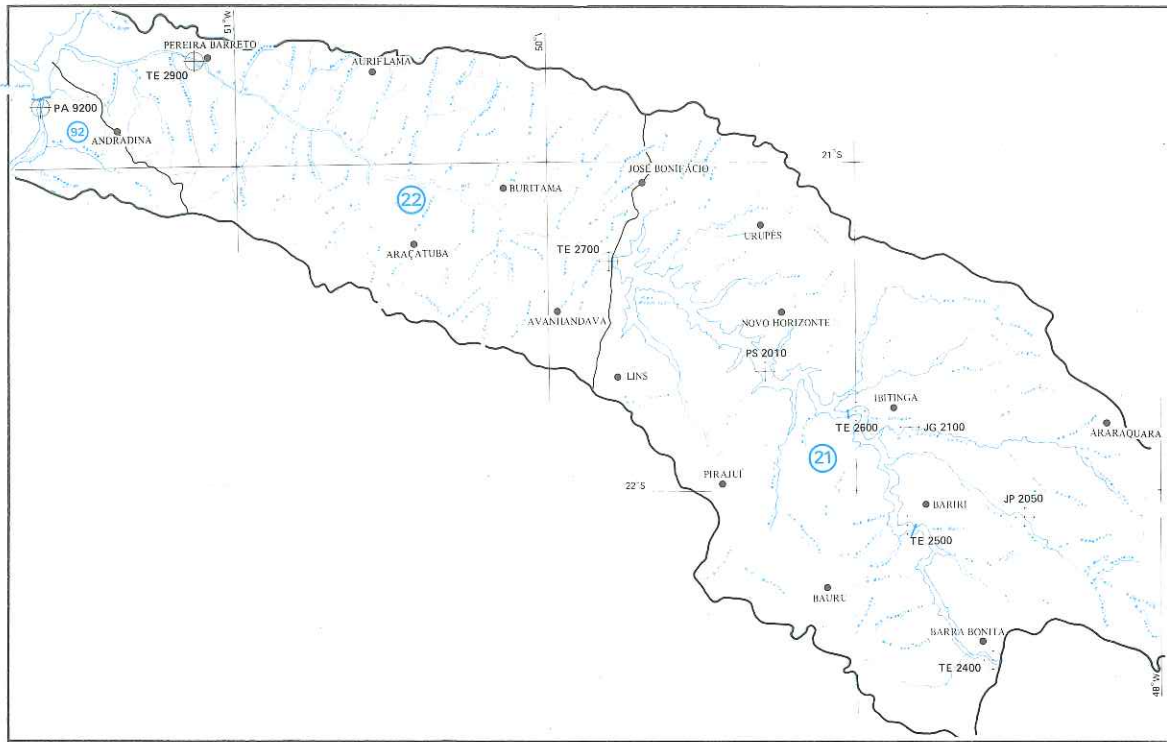 51°W
50°
PEREIRA BARRETO
TE 2900
AURIFLAMA
PA 9200
92
ANDRADINA
21°S
JOSÉ BONIFÁCIO
BURITAMA
22
URUPÊS
ARAÇATUBA
TE 2700
AVANHANDAVA
NOVO HORIZONTE
PS 2010
LINS
IBITINGA
TE 2600
JG 2100
ARARAQUARA
21
PIRAJUÍ
22°S
BARIRI
JP 2050
TE 2500
BAURU
BARRA BONITA
TE 2400
48°W